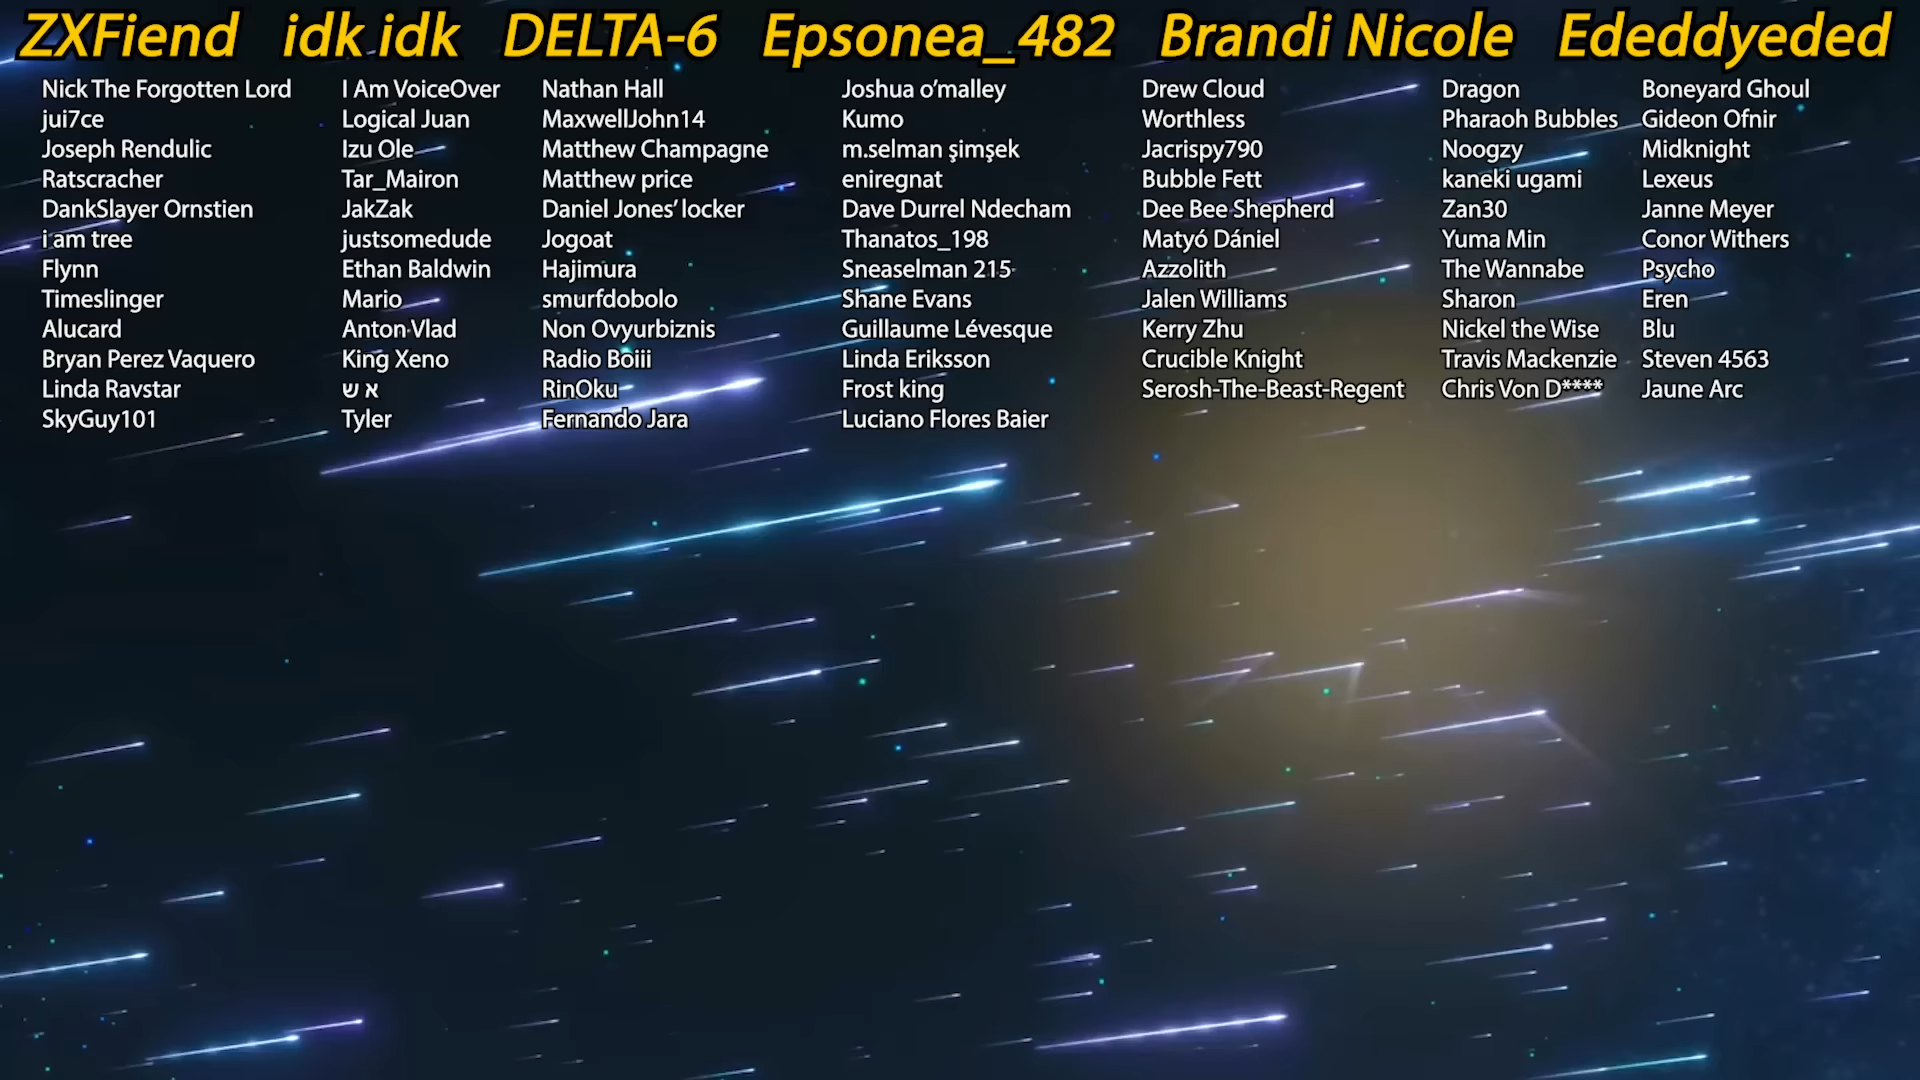 ZXFiend idk idk DELTA-6 Epsonea_482 Brandi Nicole Ededdyeded
Nick The Forgotten Lord
jui7ce
Joseph Rendulic
Ratscracher
DankSlayer Ornstien
i am tree
Flynn
Timeslinger
Alucard
Bryan Perez Vaquero
Linda Ravstar
SkyGuy101
I Am VoiceOver
Logical Juan
Izu Ole
Tar_Mairon
JakZak
justsomedude
Ethan Baldwin
Mario
Anton Vlad
King Xeno
א ש
Tyler
Nathan Hall
MaxwellJohn14
Matthew Champagne
Matthew price
Daniel Jones’ locker
Jogoat
Hajimura
smurfdobolo
Non Ovyurbiznis
Radio Boiii
RinOku
Fernando Jara
Joshua o’malley
Kumo
m.selman şimşek
eniregnat
Dave Durrel Ndecham
Thanatos_198
Sneaselman 215
Shane Evans
Guillaume Lévesque
Linda Eriksson
Frost king
Luciano Flores Baier
Drew Cloud
Worthless
Jacrispy790
Bubble Fett
Dee Bee Shepherd
Matyó Dániel
Azzolith
Jalen Williams
Kerry Zhu
Crucible Knight
Serosh-The-Beast-Regent
Dragon
Pharaoh Bubbles
Noogzy
kaneki ugami
Zan30
Yuma Min
The Wannabe
Sharon
Nickel the Wise
Travis Mackenzie
Chris Von D****
Boneyard Ghoul
Gideon Ofnir
Midknight
Lexeus
Janne Meyer
Conor Withers
Psycho
Eren
Blu
Steven 4563
Jaune Arc